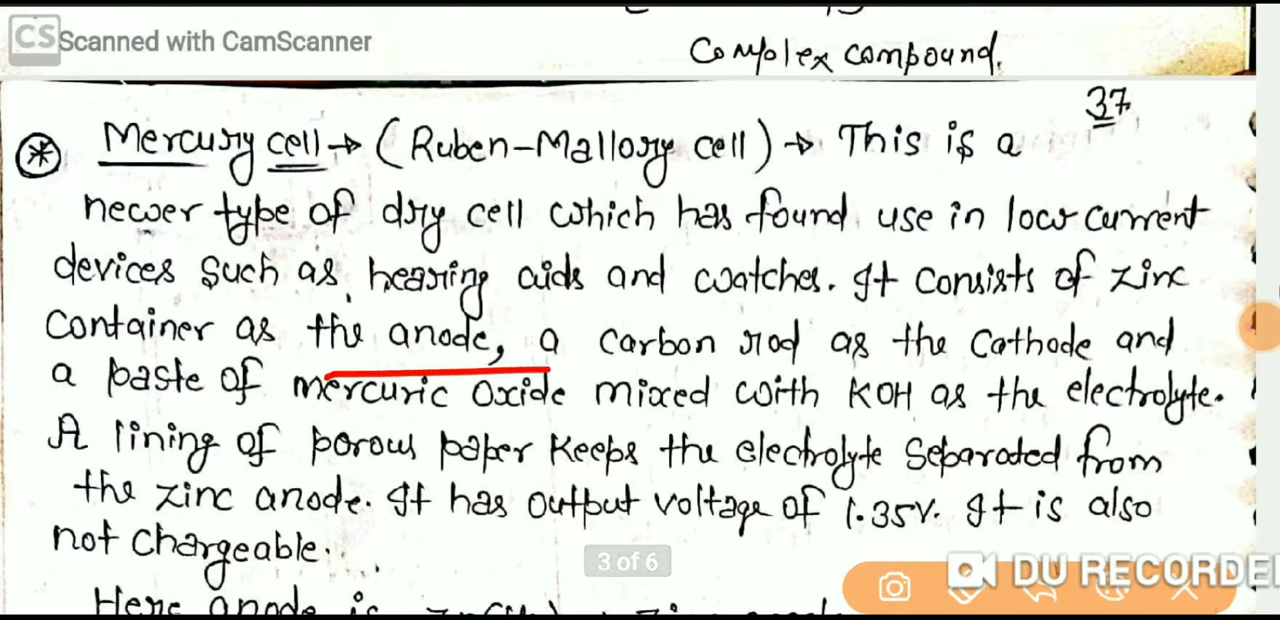 CS Scanned with CamScanner
Complex compound.
37
Mercury cell → (Ruben-Mallory cell) → This is a
newer type of dry cell which has found use in low current
devices such as hearing aids and watches. It consists of zinc
container as the anode, a carbon rod as the cathode and
a paste of mercuric oxide mixed with KOH as the electrolyte.
A lining of porous paper keeps the electrolyte separated from
the zinc anode. It has output voltage of 1.35V. It is also
not chargeable.
3 of 6
DU RECORDE
Here anode is